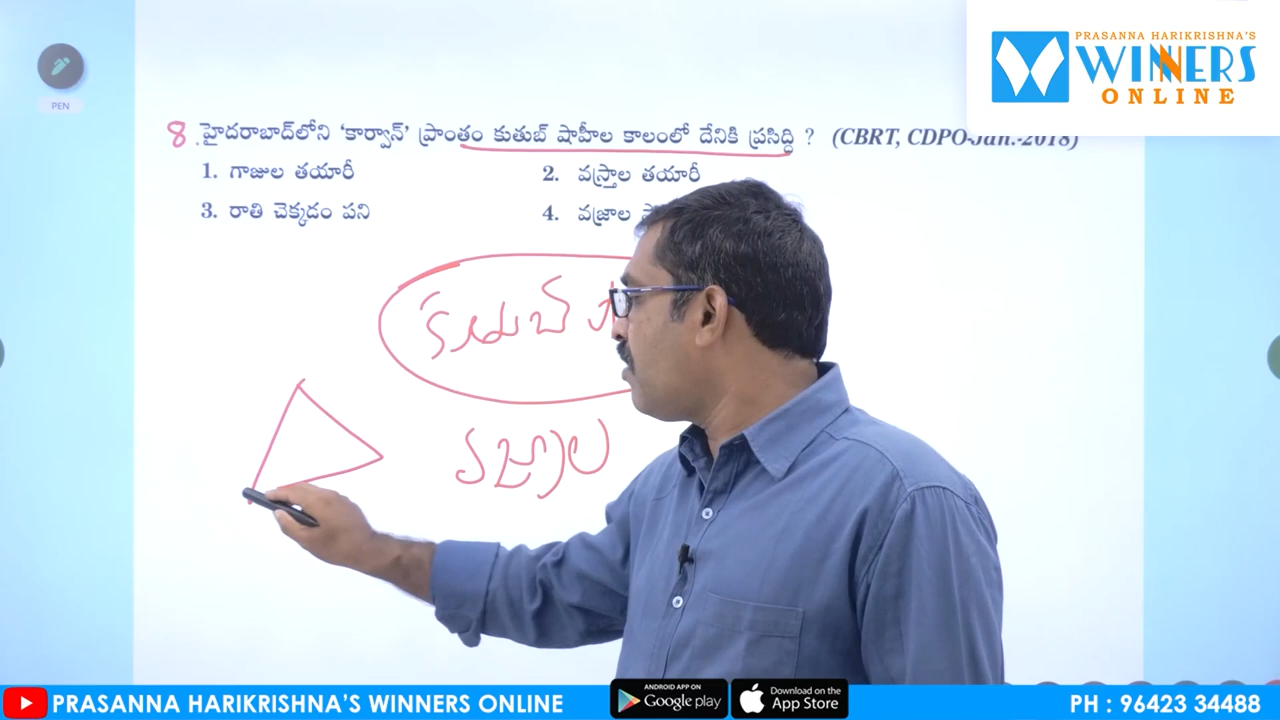 PRASANNA HARIKRISHNA'S
WINNERS
ONLINE
PEN
8. హైదరాబాద్‌లోని 'కార్వాన్' ప్రాంతం కుతుబ్ షాహీల కాలంలో దేనికి ప్రసిద్ధి ? (CBRT, CDPO-Jan.-2018)
1. గాజుల తయారీ 2. వస్త్రాల తయారీ
3. రాతి చెక్కడం పని 4. వజ్రాల
కుతుబ్
వజ్రాల
PRASANNA HARIKRISHNA'S WINNERS ONLINE
ANDROID APP ON
Google play
Download on the
App Store
PH : 96423 34488